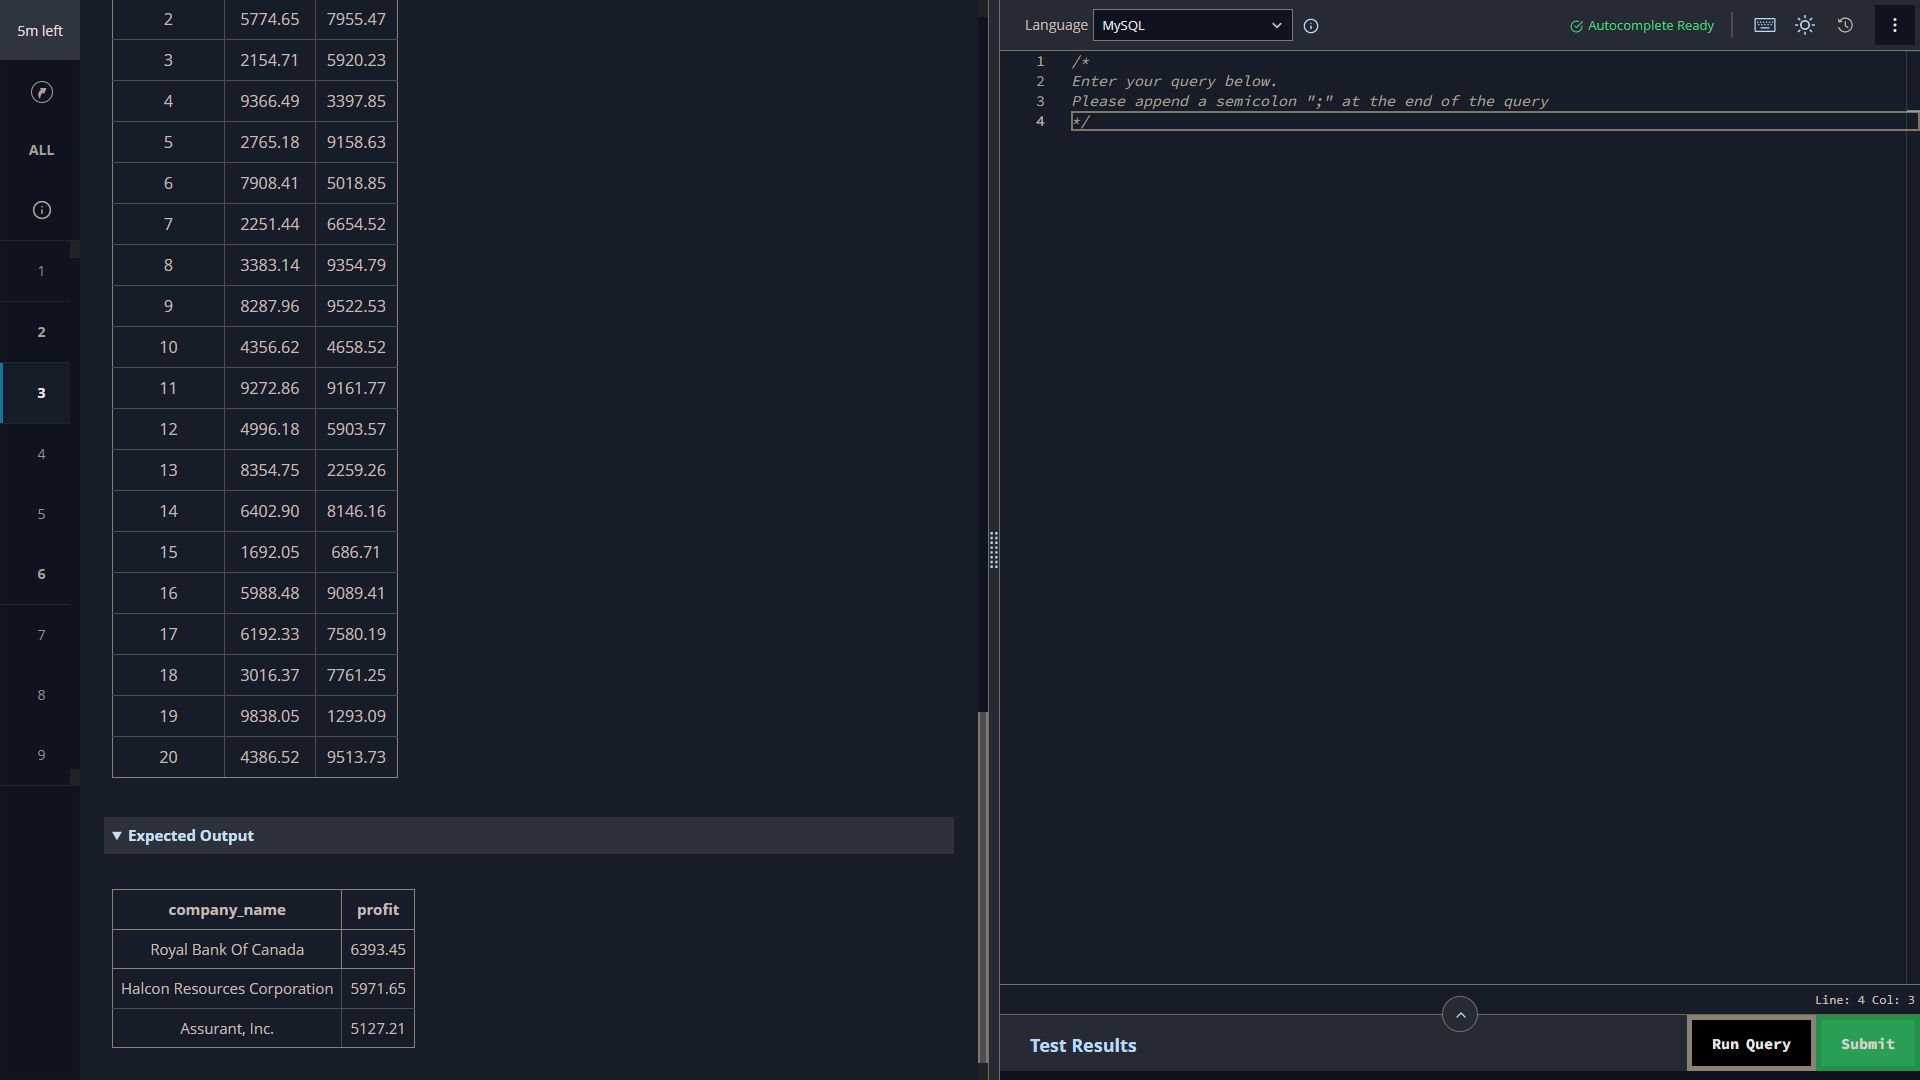 5m left
ALL
1
2
3
4
5
6
7
8
9
2 5774.65 7955.47
3 2154.71 5920.23
4 9366.49 3397.85
5 2765.18 9158.63
6 7908.41 5018.85
7 2251.44 6654.52
8 3383.14 9354.79
9 8287.96 9522.53
10 4356.62 4658.52
11 9272.86 9161.77
12 4996.18 5903.57
13 8354.75 2259.26
14 6402.90 8146.16
15 1692.05 686.71
16 5988.48 9089.41
17 6192.33 7580.19
18 3016.37 7761.25
19 9838.05 1293.09
20 4386.52 9513.73
Expected Output
company_name profit
Royal Bank Of Canada 6393.45
Halcon Resources Corporation 5971.65
Assurant, Inc. 5127.21
Language MySQL Autocomplete Ready
1 /*
2 Enter your query below.
3 Please append a semicolon ";" at the end of the query
4 */
Line: 4 Col: 3
Test Results Run Query Submit